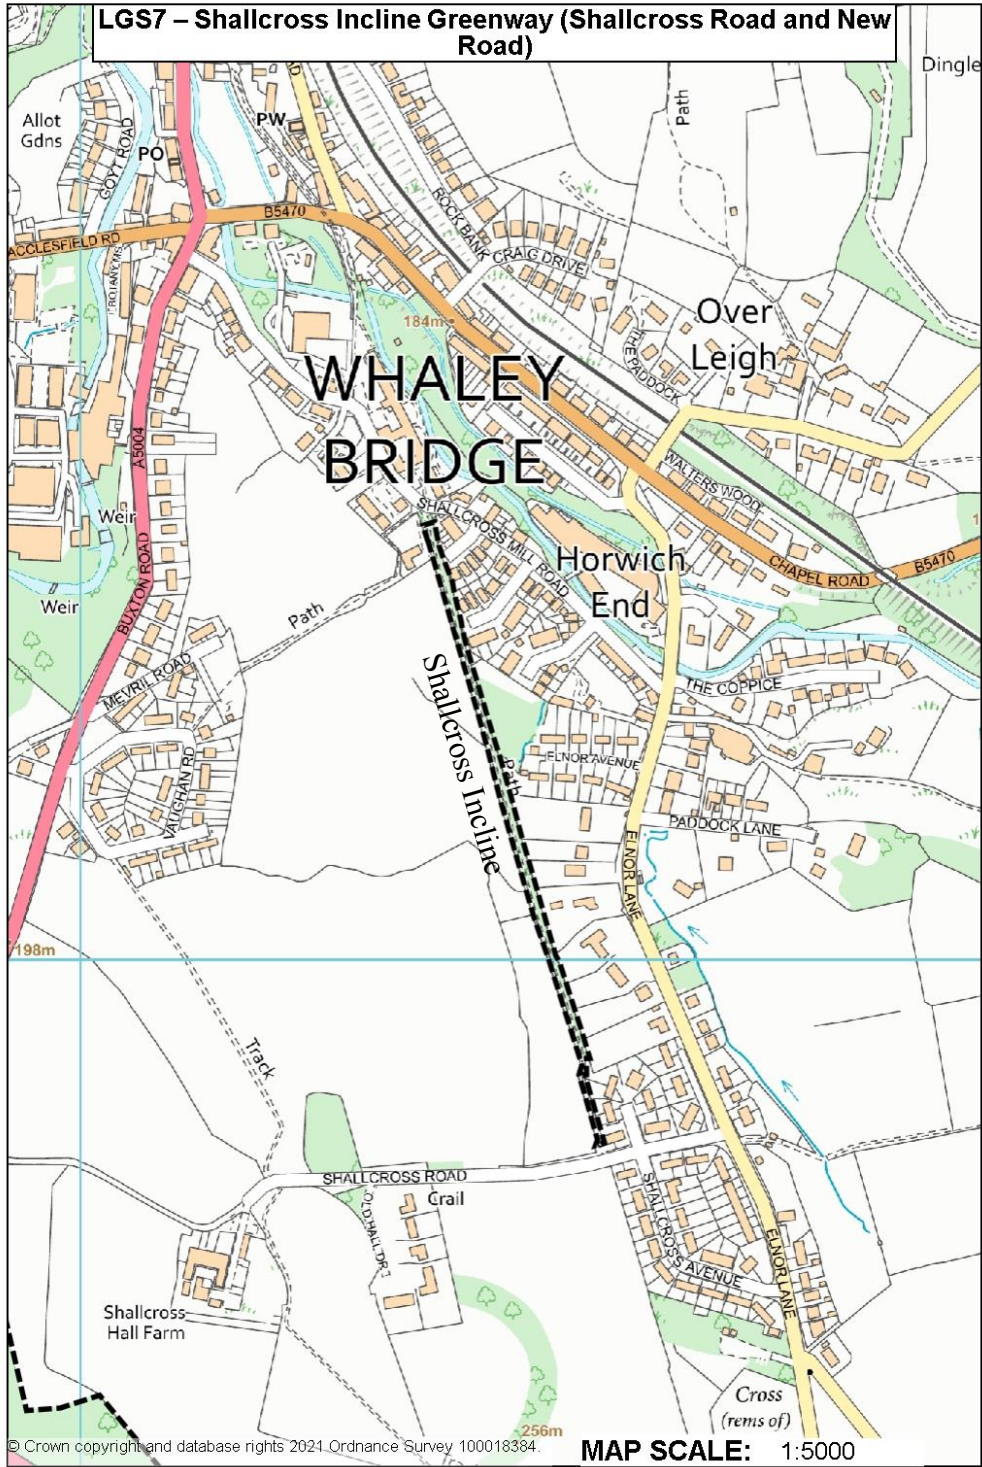 LGS7 – Shallcross Incline Greenway (Shallcross Road and New
Road)
Dingle
Allot
Gdns
GOYT ROAD
PO
PW
Path
ROCK BANK
B5470
CRAIG DRIVE
ACCLESFIELD RD
BOTANY MS
184m
Over
Leigh
THE PADDOCK
WHALEY
BRIDGE
A5004
WALTERS WOOD
Weir
SHALLCROSS MILL ROAD
Horwich
End
CHAPEL ROAD
B5470
BUXTON ROAD
Weir
Path
MEVRIL ROAD
THE COPPICE
Shallcross Incline
Path
ELNOR AVENUE
VAUGHAN RD
PADDOCK LANE
ELNOR LANE
198m
Track
SHALLCROSS ROAD
Crail
SHALLCROSS AVENUE
ELNOR LANE
Shallcross
Hall Farm
Cross
(rems of)
256m
© Crown copyright and database rights 2021 Ordnance Survey 100018384.
MAP SCALE: 1:5000